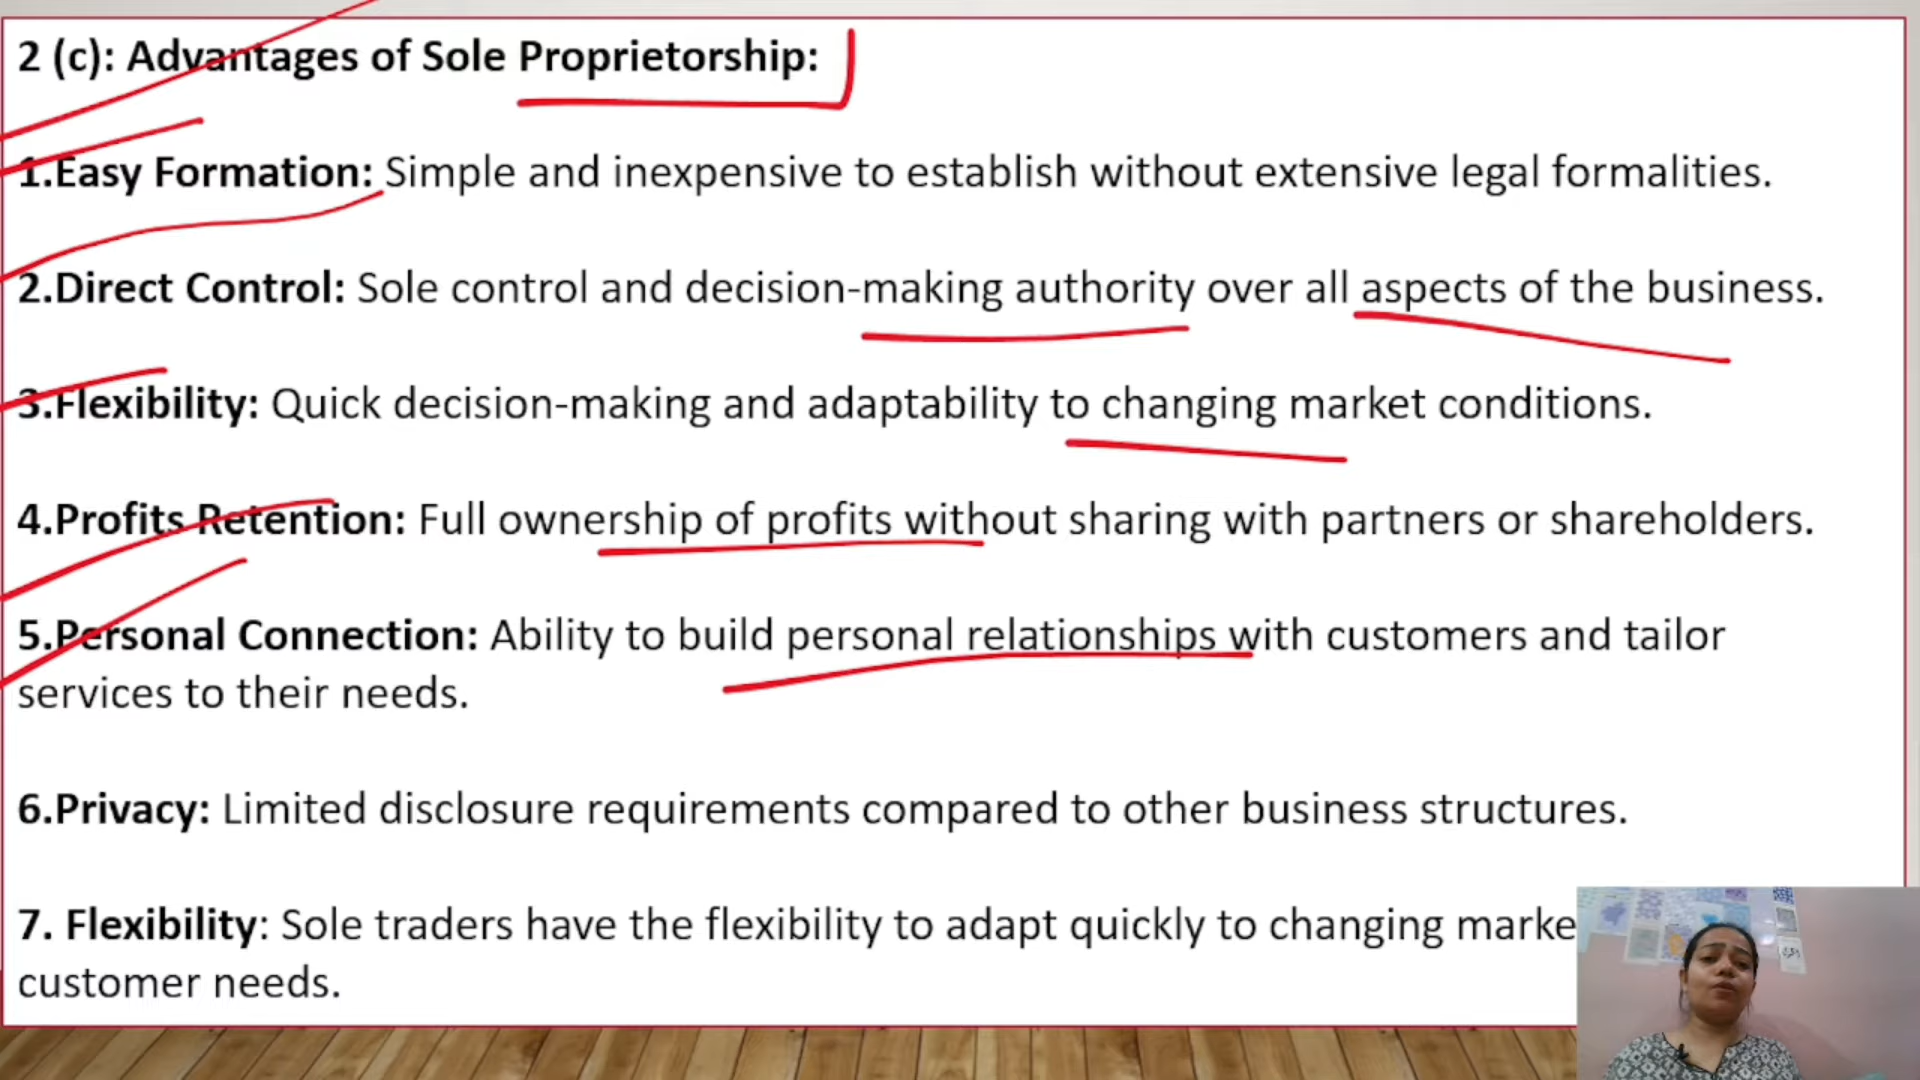 2 (c): Advantages of Sole Proprietorship:
1.Easy Formation: Simple and inexpensive to establish without extensive legal formalities.
2.Direct Control: Sole control and decision-making authority over all aspects of the business.
3.Flexibility: Quick decision-making and adaptability to changing market conditions.
4.Profits Retention: Full ownership of profits without sharing with partners or shareholders.
5.Personal Connection: Ability to build personal relationships with customers and tailor
services to their needs.
6.Privacy: Limited disclosure requirements compared to other business structures.
7. Flexibility: Sole traders have the flexibility to adapt quickly to changing marke
customer needs.